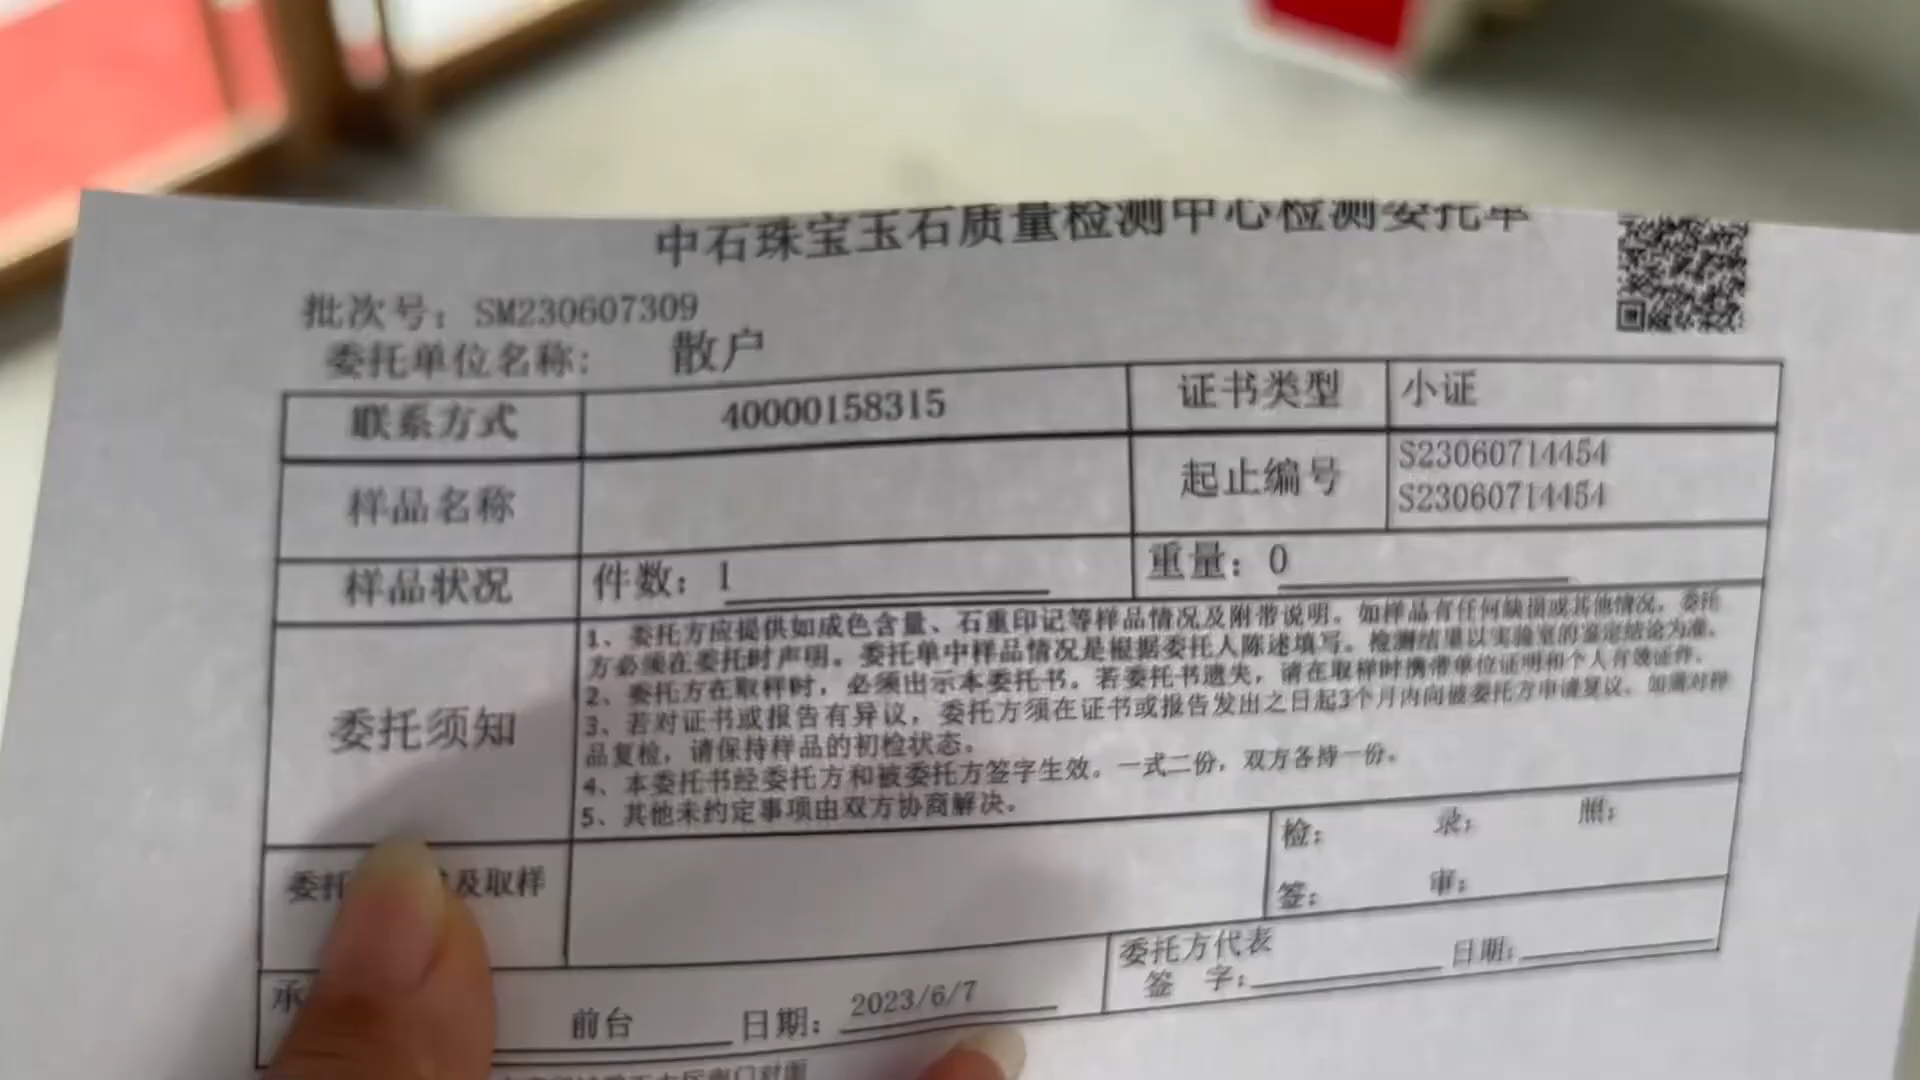 中石珠宝玉石质量检测中心检测委托单
批次号：SM230607309
委托单位名称： 散户
联系方式 40000158315 证书类型 小证
样品名称 起止编号 S23060714454
S23060714454
样品状况 件数：1 重量：0
委托须知
1、委托方应提供如成色含量、石重印记等样品情况及附带说明。如样品有任何缺损或其他情况，委托
方必须在委托时声明。委托单中样品情况是根据委托人陈述填写。检测结果以实验室的鉴定结论为准。
2、委托方在取样时，必须出示本委托书。若委托书遗失，请在取样时携带单位证明和个人有效证件。
3、若对证书或报告有异议，委托方须在证书或报告发出之日起3个月内向被委托方申请复议。如需对样
品复检，请保持样品的初检状态。
4、本委托书经委托方和被委托方签字生效。一式二份，双方各持一份。
5、其他未约定事项由双方协商解决。
委托 及取样 检： 录： 照：
签： 审：
承 前台 日期：2023/6/7 委托方代表
签 字： 日期：